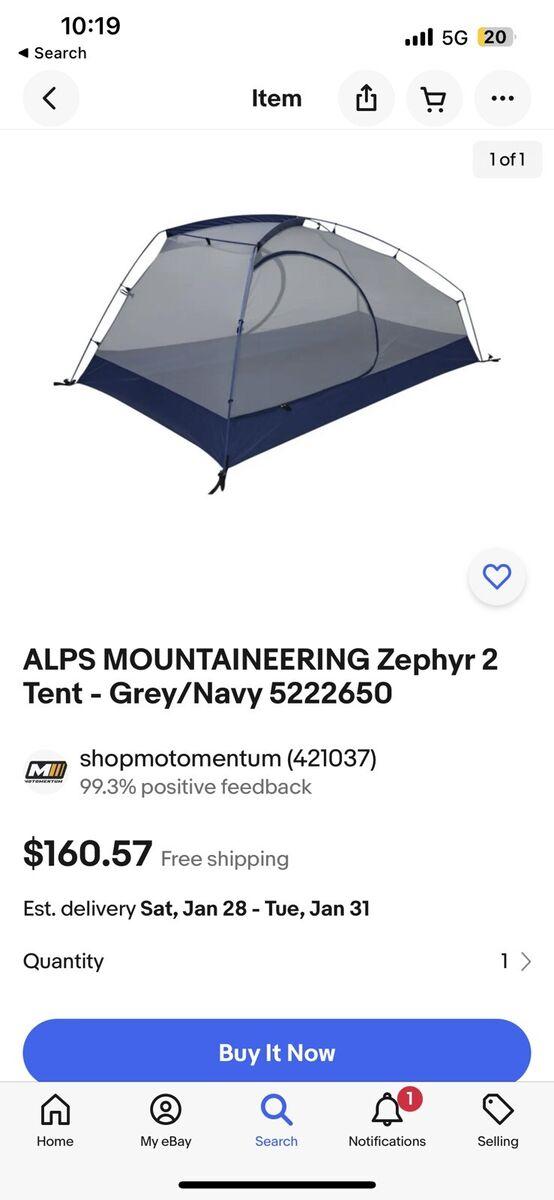 10:19
5G 20
◀ Search
Item
1 of 1
ALPS MOUNTAINEERING Zephyr 2
Tent - Grey/Navy 5222650
M
MOTOMENTUM
shopmotomentum (421037)
99.3% positive feedback
$160.57 Free shipping
Est. delivery Sat, Jan 28 - Tue, Jan 31
Quantity 1
Buy It Now
1
Home My eBay Search Notifications Selling